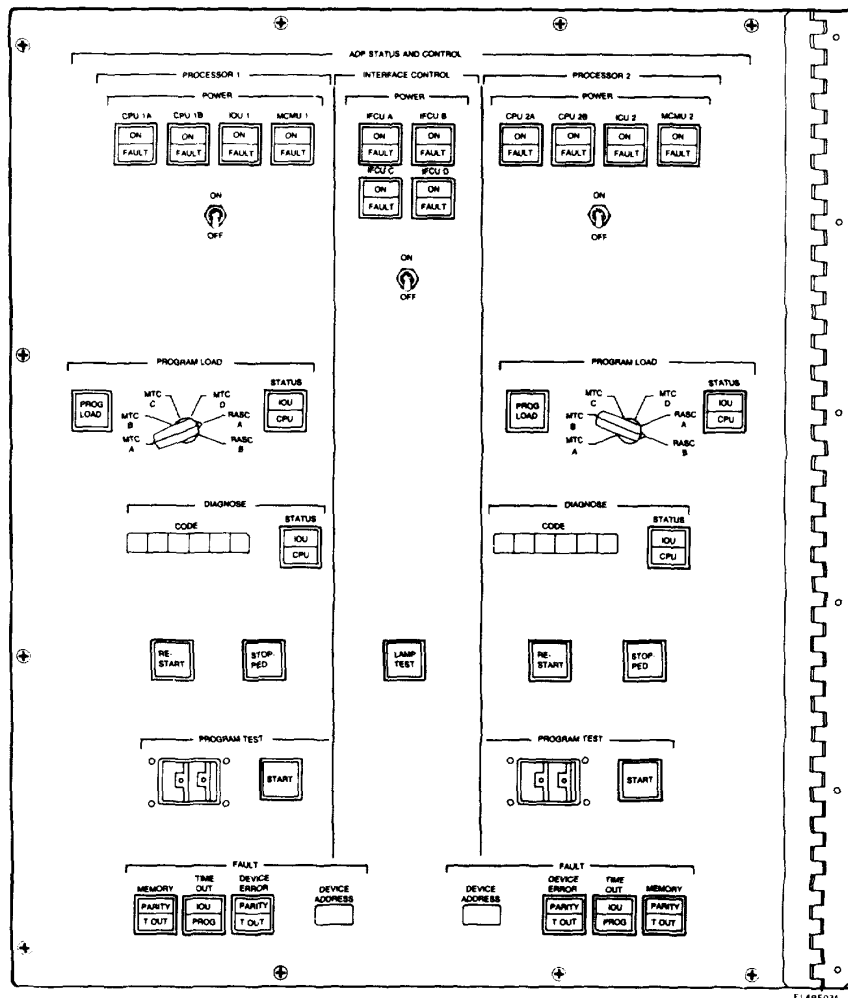 ADP STATUS AND CONTROL
PROCESSOR 1
INTERFACE CONTROL
PROCESSOR 2
POWER
POWER
POWER
CPU 1A CPU 1B IOU 1 MCMU 1
IFCU A IFCU B
CPU 2A CPU 2B IOU 2 MCMU 2
ON ON ON ON
FAULT FAULT FAULT FAULT
ON ON
FAULT FAULT
ON ON ON ON
FAULT FAULT FAULT FAULT
IFCU C IFCU D
ON ON
FAULT FAULT
ON
OFF
ON
OFF
ON
OFF
PROGRAM LOAD
PROG
LOAD
MTC
A
MTC
B
MTC
C
MTC
D
RASC
A
RASC
B
STATUS
IOU
CPU
PROGRAM LOAD
PROG
LOAD
MTC
A
MTC
B
MTC
C
MTC
D
RASC
A
RASC
B
STATUS
IOU
CPU
DIAGNOSE
CODE
STATUS
IOU
CPU
DIAGNOSE
CODE
STATUS
IOU
CPU
RE-
START
STOP-
PED
LAMP
TEST
RE-
START
STOP-
PED
PROGRAM TEST
START
PROGRAM TEST
START
FAULT
MEMORY
PARITY
T OUT
TIME
OUT
IOU
PROG
DEVICE
ERROR
PARITY
T OUT
DEVICE
ADDRESS
FAULT
DEVICE
ADDRESS
DEVICE
ERROR
PARITY
T OUT
TIME
OUT
IOU
PROG
MEMORY
PARITY
T OUT